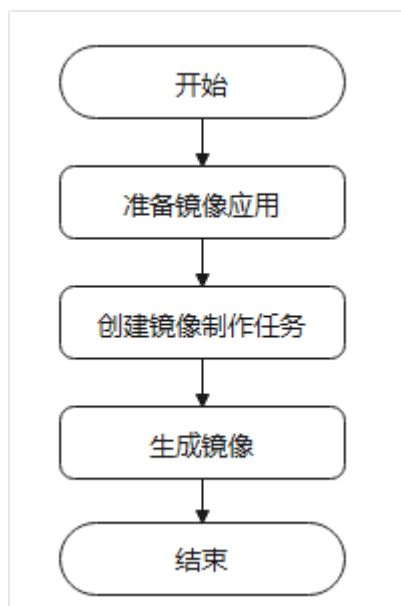 开始
准备镜像应用
创建镜像制作任务
生成镜像
结束